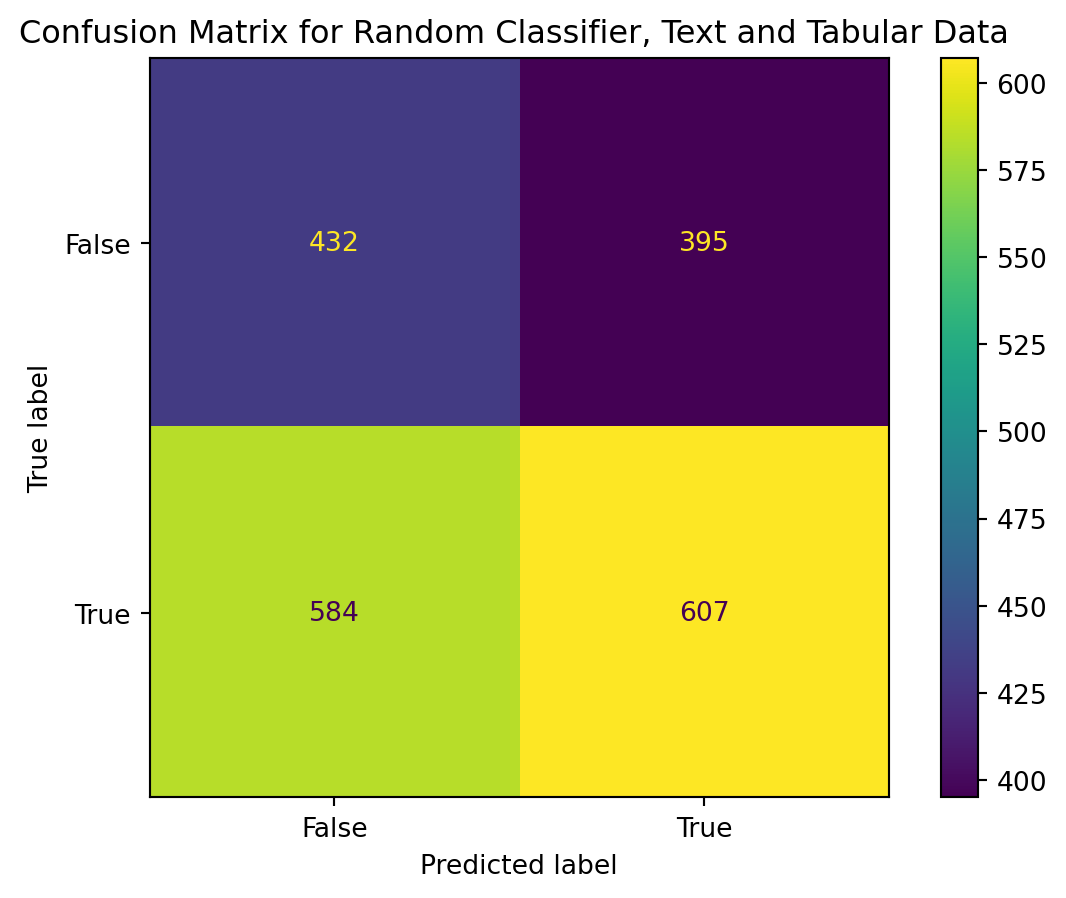 Confusion Matrix for Random Classifier, Text and Tabular Data
600
575
550
525
500
475
450
425
400
True label
False
True
432
395
584
607
False
True
Predicted label